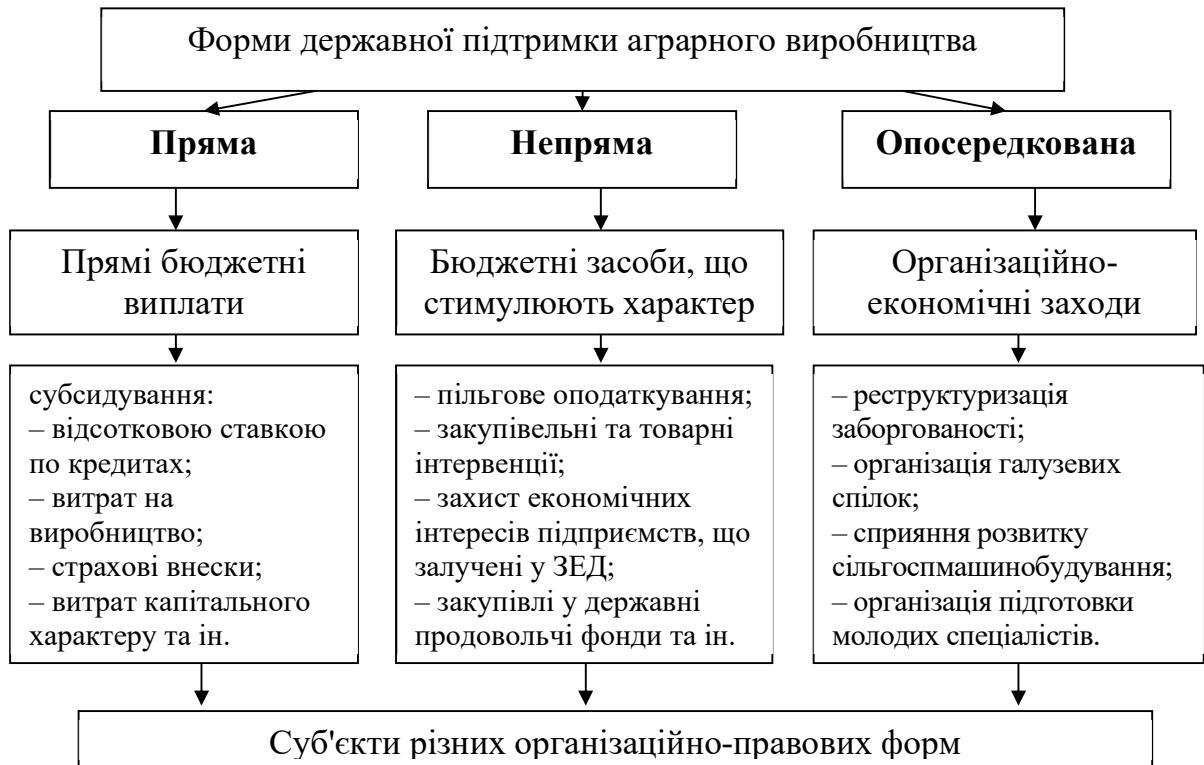 Форми державної підтримки аграрного виробництва
Пряма
Непряма
Опосередкована
Прямі бюджетні
виплати
Бюджетні засоби, що
стимулюють характер
Організаційно-
економічні заходи
субсидування:
– відсотковою ставкою
по кредитах;
– витрат на
виробництво;
– страхові внески;
– витрат капітального
характеру та ін.
– пільгове оподаткування;
– закупівельні та товарні
інтервенції;
– захист економічних
інтересів підприємств, що
залучені у ЗЕД;
– закупівлі у державні
продовольчі фонди та ін.
– реструктуризація
заборгованості;
– організація галузевих
спілок;
– сприяння розвитку
сільгоспмашинобудування;
– організація підготовки
молодих спеціалістів.
Суб'єкти різних організаційно-правових форм